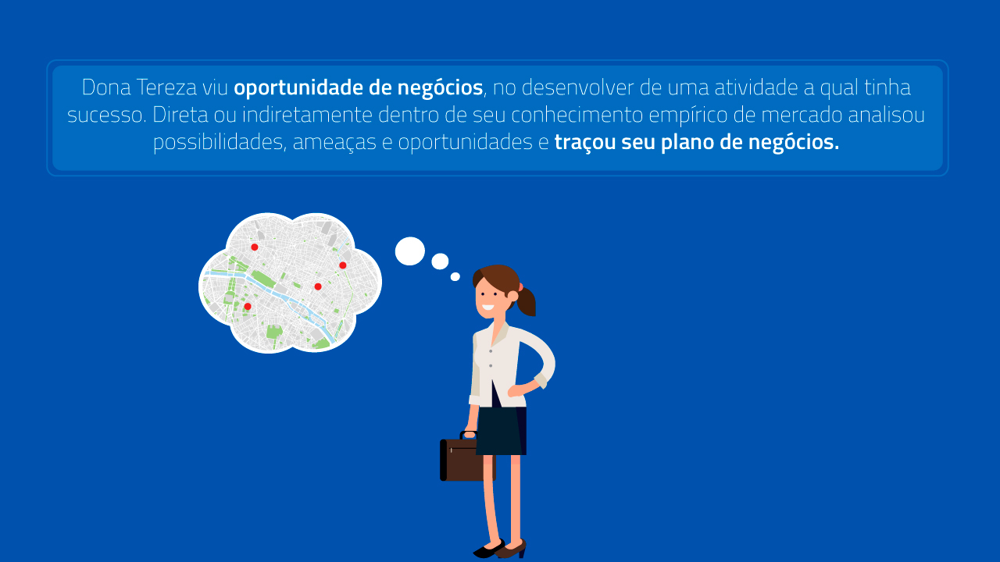 Dona Tereza viu oportunidade de negócios, no desenvolver de uma atividade a qual tinha
sucesso. Direta ou indiretamente dentro de seu conhecimento empírico de mercado analisou
possibilidades, ameaças e oportunidades e traçou seu plano de negócios.